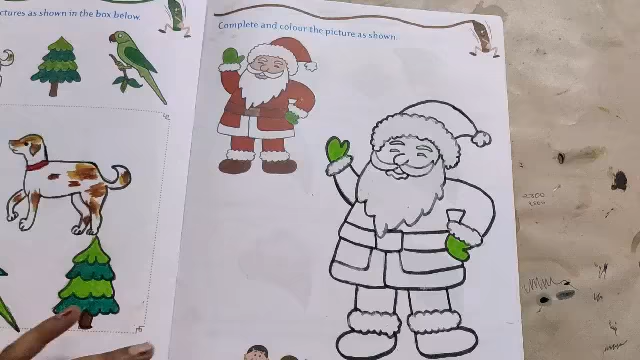 ctures as shown in the box below.
Complete and colour the picture as shown.